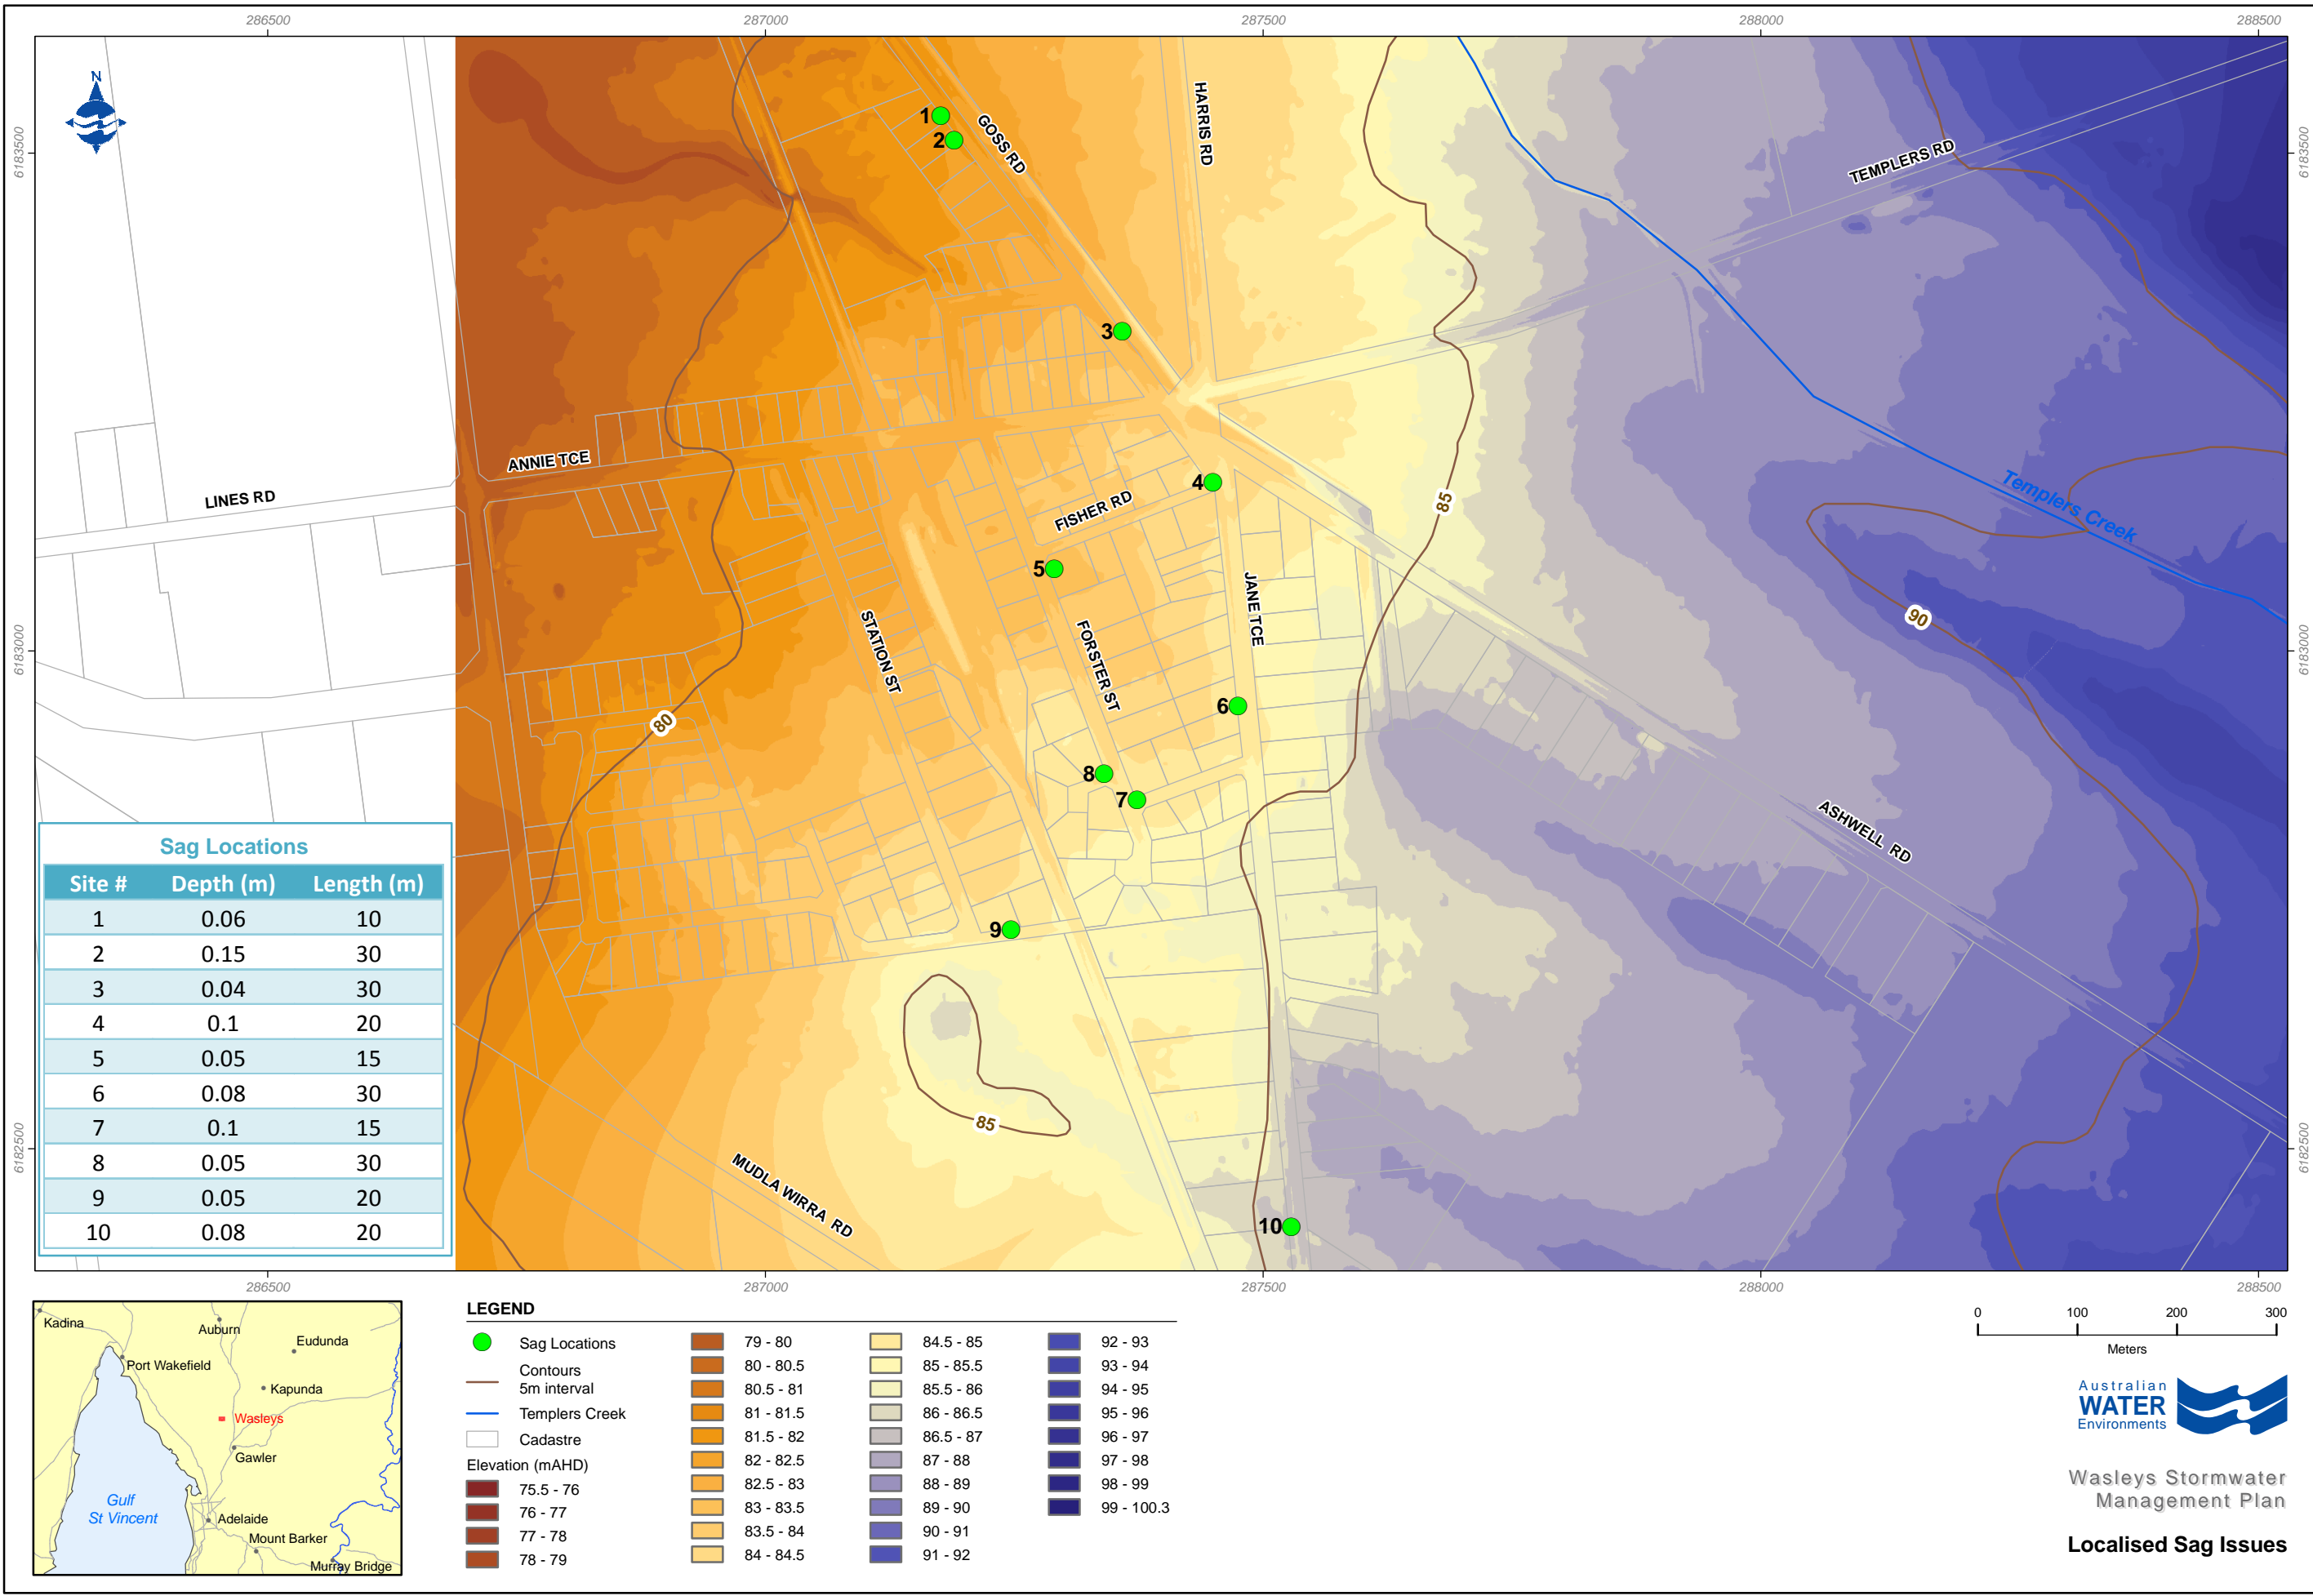 286500 287000 287500 288000 288500
6183500 6183500
6183000 6183000
6182500 6182500
N
1
2
3
4
5
6
8
7
9
10
GOSS RD
HARRIS RD
TEMPLERS RD
ANNIE TCE
LINES RD
FISHER RD
STATION ST
FORSTER ST
JANE TCE
ASHWELL RD
MUDLA WIRRA RD
Templers Creek
80
85
85
90
Sag Locations
Site # Depth (m) Length (m)
1 0.06 10
2 0.15 30
3 0.04 30
4 0.1 20
5 0.05 15
6 0.08 30
7 0.1 15
8 0.05 30
9 0.05 20
10 0.08 20
286500 287000 287500 288000 288500
Kadina
Auburn
Eudunda
Port Wakefield
Kapunda
Wasleys
Gawler
Gulf
St Vincent
Adelaide
Mount Barker
Murray Bridge
LEGEND
Sag Locations
Contours
5m interval
Templers Creek
Cadastre
Elevation (mAHD)
75.5 - 76
76 - 77
77 - 78
78 - 79
79 - 80
80 - 80.5
80.5 - 81
81 - 81.5
81.5 - 82
82 - 82.5
82.5 - 83
83 - 83.5
83.5 - 84
84 - 84.5
84.5 - 85
85 - 85.5
85.5 - 86
86 - 86.5
86.5 - 87
87 - 88
88 - 89
89 - 90
90 - 91
91 - 92
92 - 93
93 - 94
94 - 95
95 - 96
96 - 97
97 - 98
98 - 99
99 - 100.3
0 100 200 300
Meters
Australian
WATER
Environments
Wasleys Stormwater
Management Plan
Localised Sag Issues